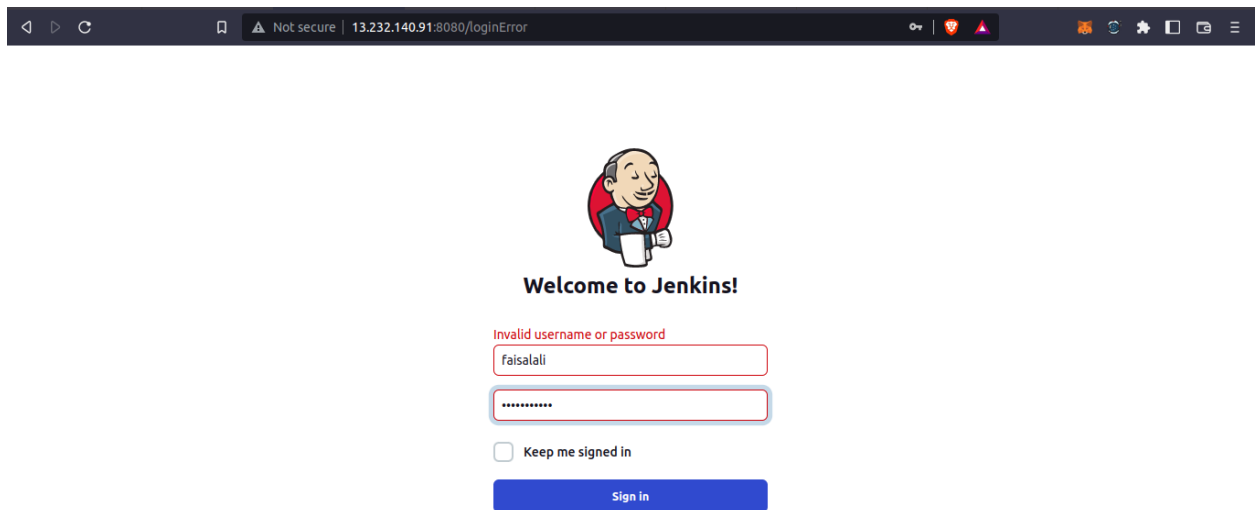 Not secure | 13.232.140.91:8080/loginError
Welcome to Jenkins!
Invalid username or password
faisalali
•••••••••••
Keep me signed in
Sign in